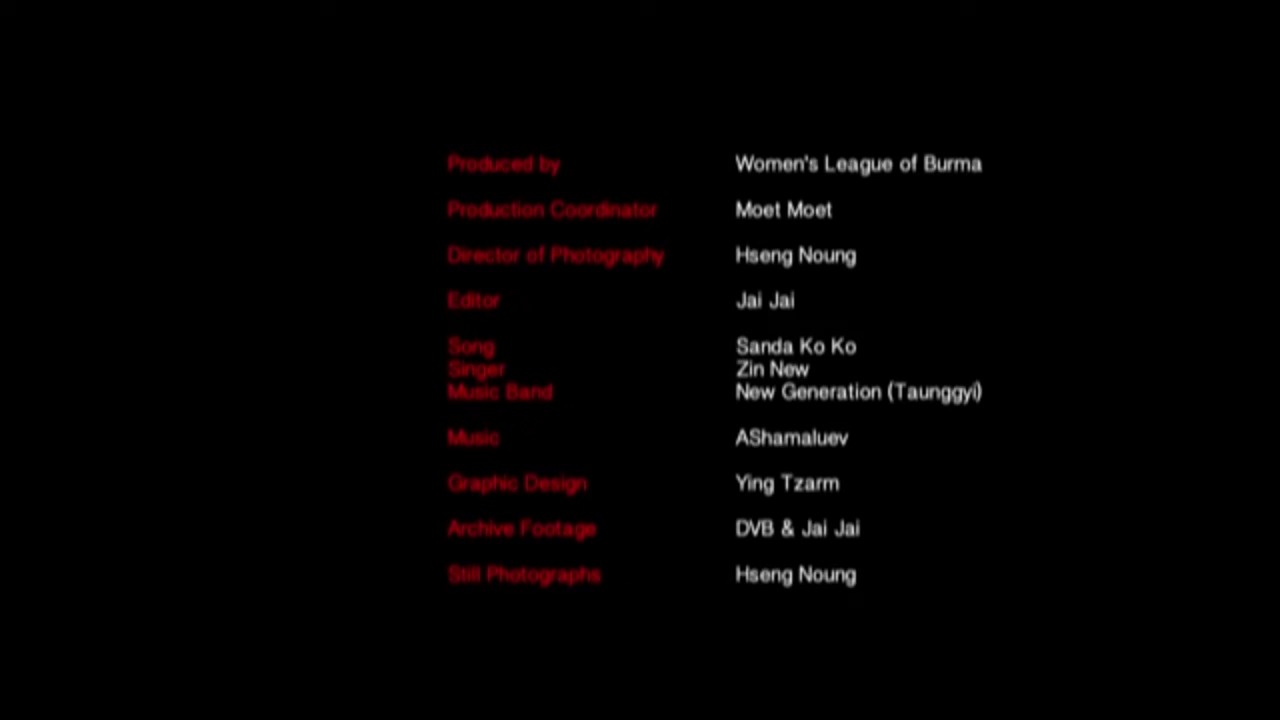 Produced by Women's League of Burma
Production Coordinator Moet Moet
Director of Photography Hseng Noung
Editor Jai Jai
Song Sanda Ko Ko
Singer Zin New
Music Band New Generation (Taunggyi)
Music AShamaluev
Graphic Design Ying Tzarm
Archive Footage DVB & Jai Jai
Still Photographs Hseng Noung